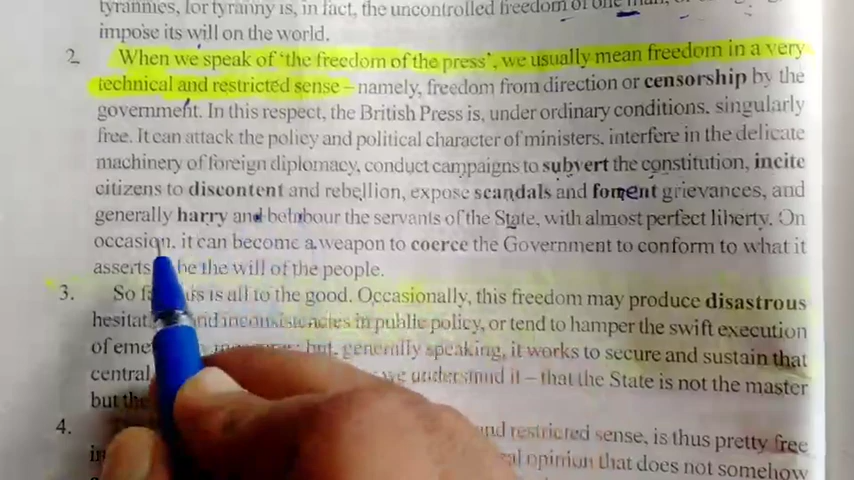 tyrannies, for tyranny is, in fact, the uncontrolled freedom of one man,
impose its will on the world.
2. When we speak of 'the freedom of the press', we usually mean freedom in a very
technical and restricted sense – namely, freedom from direction or censorship by the
government. In this respect, the British Press is, under ordinary conditions, singularly
free. It can attack the policy and political character of ministers, interfere in the delicate
machinery of foreign diplomacy, conduct campaigns to subvert the constitution, incite
citizens to discontent and rebellion, expose scandals and foment grievances, and
generally harry and belabour the servants of the State, with almost perfect liberty. On
occasion, it can become a weapon to coerce the Government to conform to what it
asserts be the will of the people.
3. So is all to the good. Occasionally, this freedom may produce disastrous
and inconsistencies in public policy, or tend to hamper the swift execution
of but, generally speaking, it works to secure and sustain that
central we understand it – that the State is not the master
but the
4. and restricted sense, is thus pretty free
in opinion that does not somehow